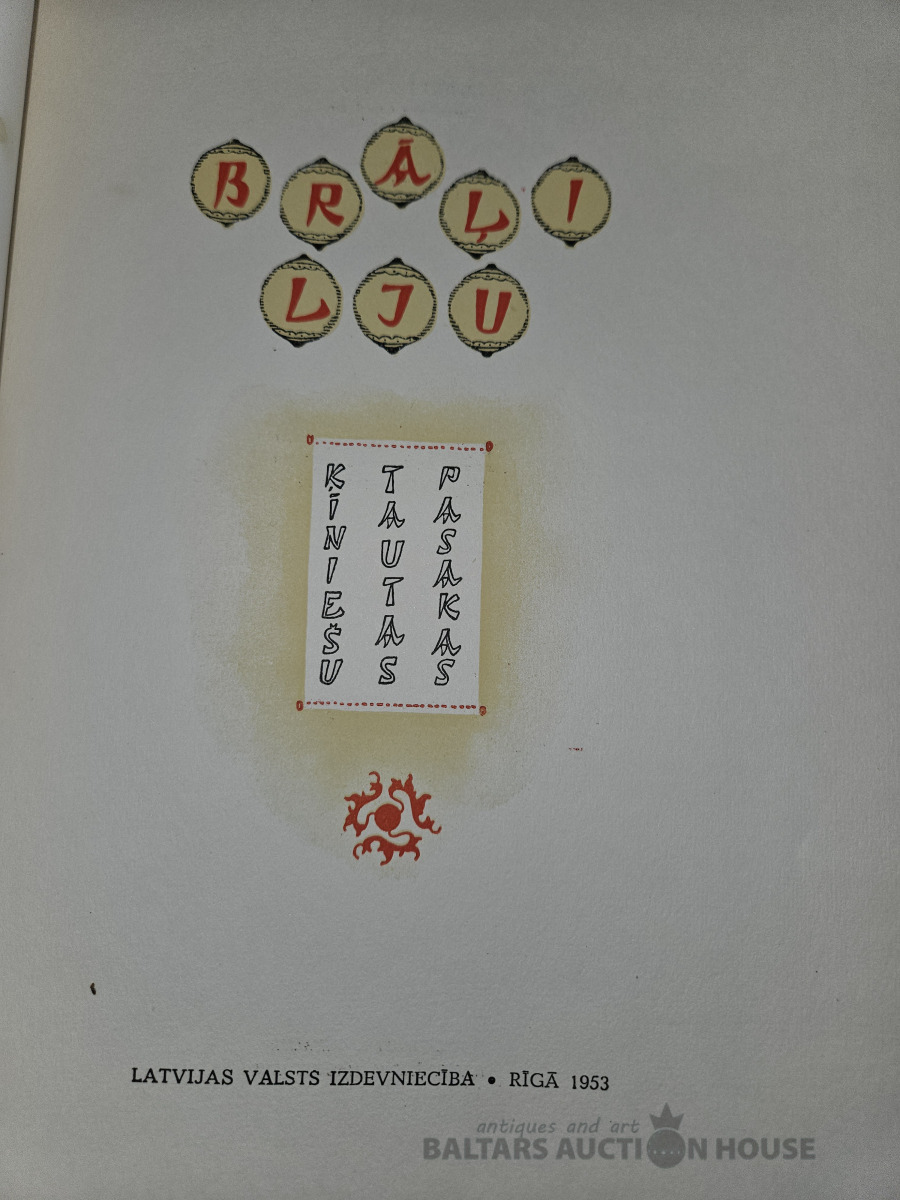 BRĀĻI
LJU
ĶĪNIEŠU
TAUTAS
PASAKAS
LATVIJAS VALSTS IZDEVNIECĪBA • RĪGĀ 1953
antiques and art
BALTARS AUCTION HOUSE